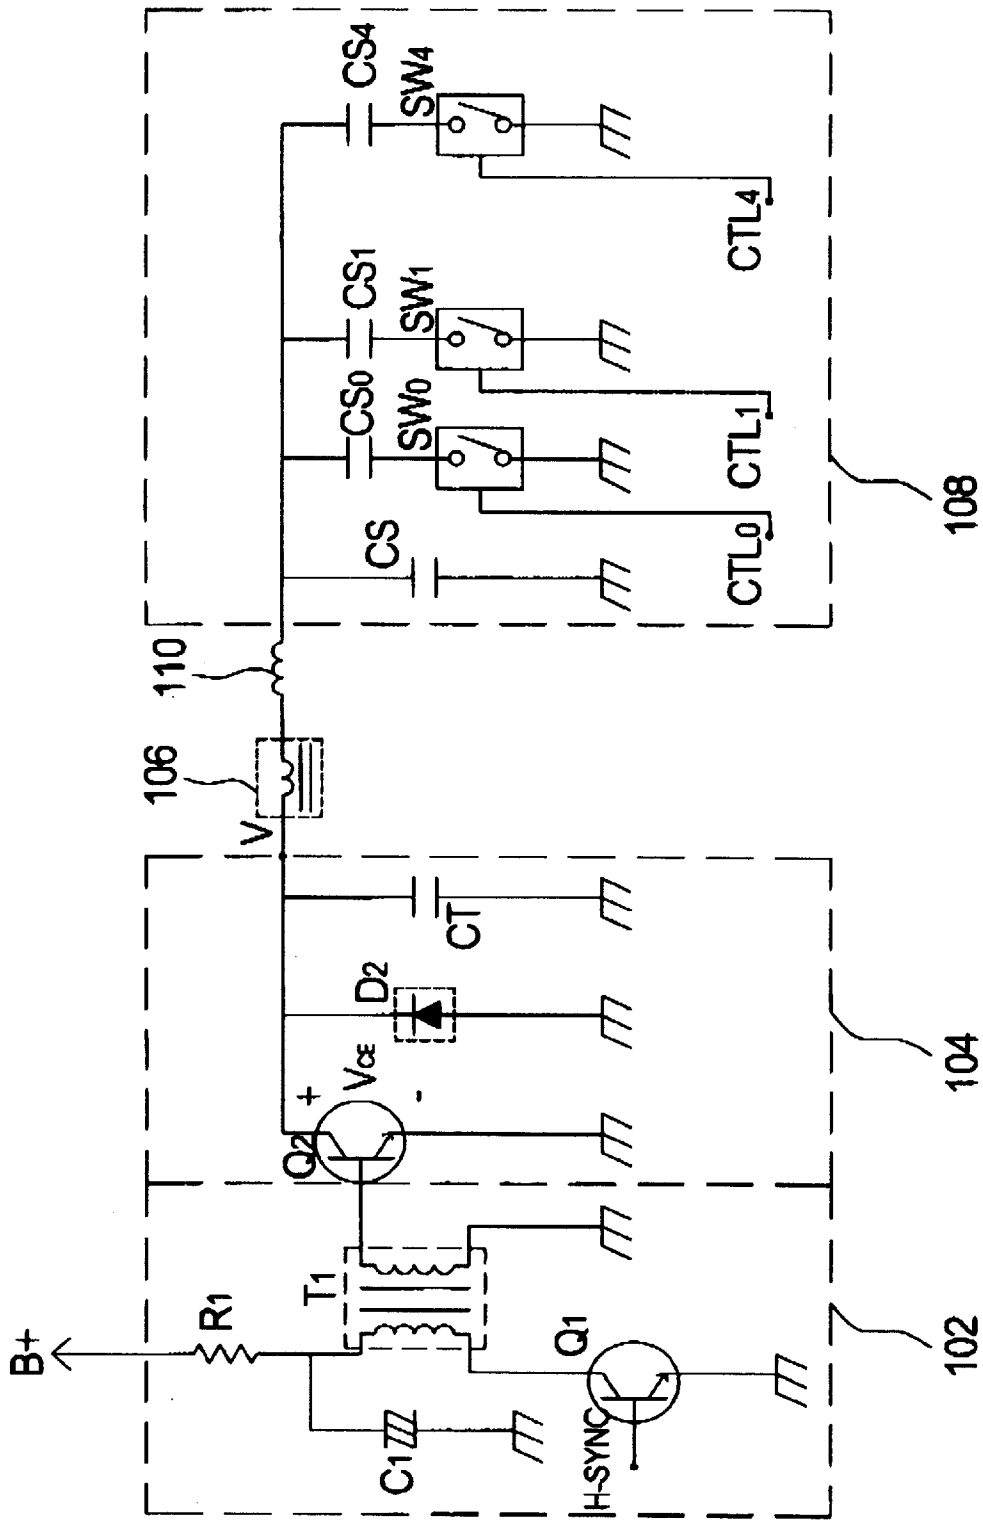 B+
R1
C1
T1
Q1
H-SYNC
102
Q2
+
VCE
-
D2
CT
104
V
106
110
CS
CS0
SW0
CTL0
CS1
SW1
CTL1
CS4
SW4
CTL4
108